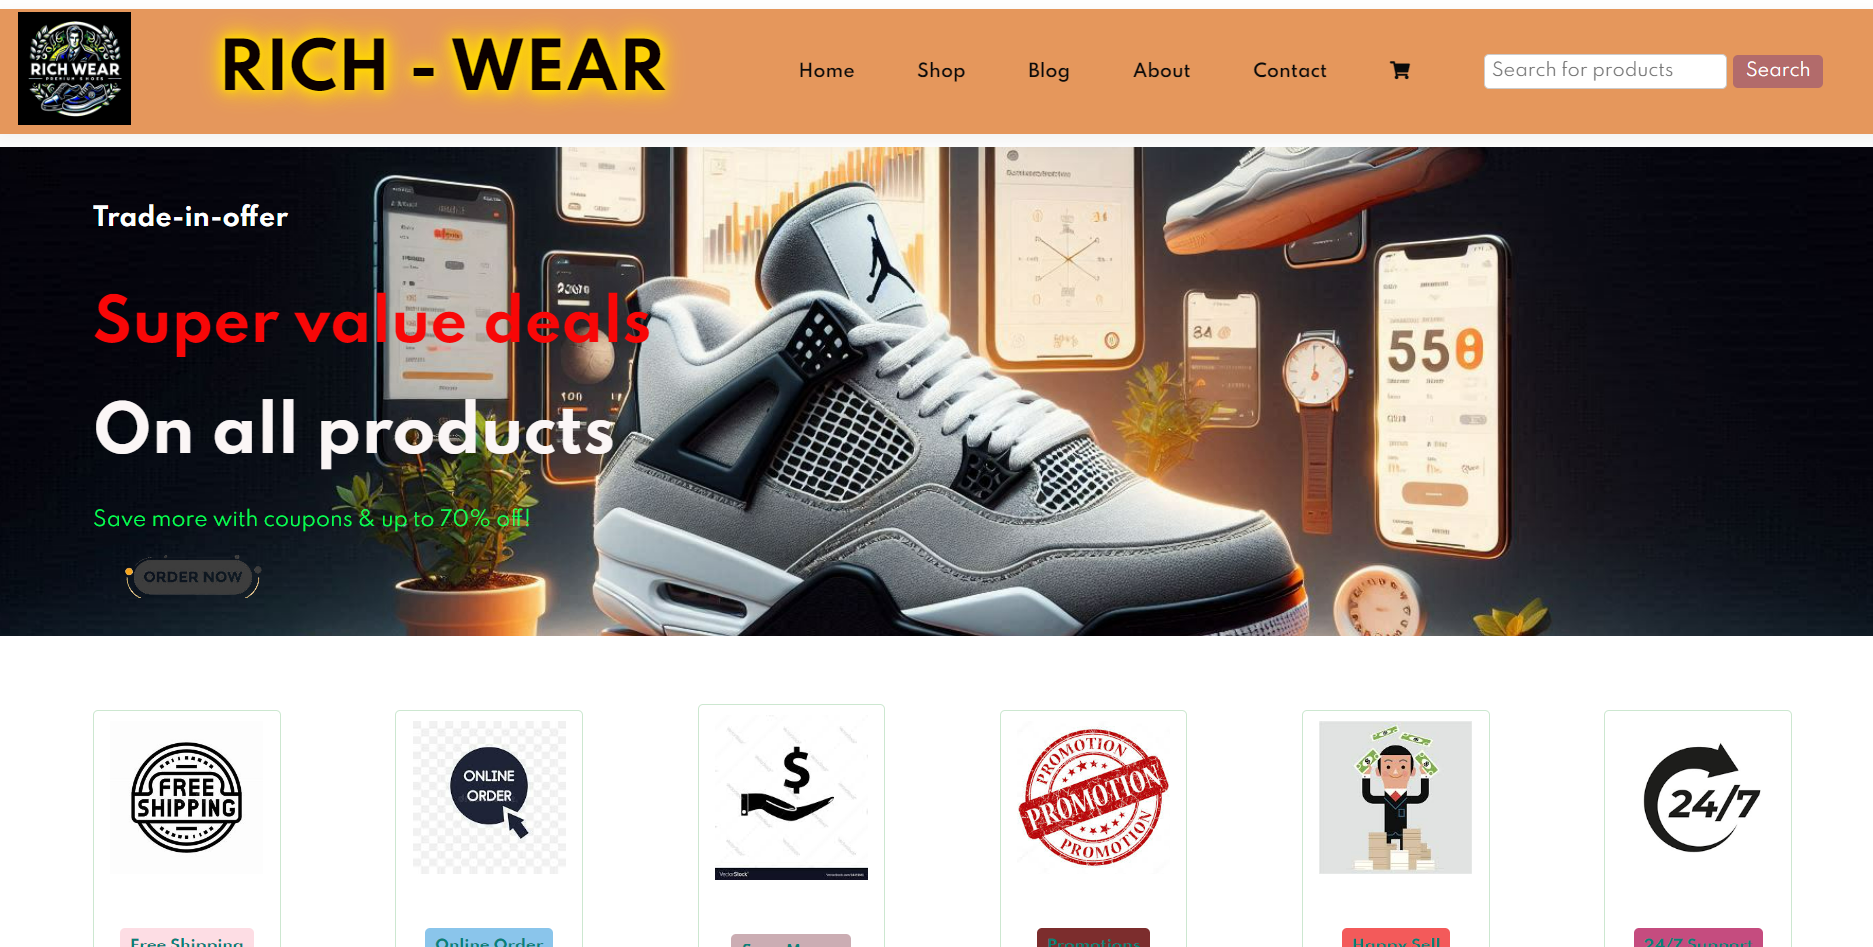 RICH WEAR
PREMIUM SHOES
RICH - WEAR
Home
Shop
Blog
About
Contact
Search for products
Search
Trade-in-offer
Super value deals
On all products
Save more with coupons & up to 70% off!
ORDER NOW
84
550
FREE
SHIPPING
ONLINE
ORDER
$
VectorStock
PROMOTION
PROMOTION
PROMOTION
24/7
Free Shipping
Online Order
Promotions
Happy Sell
24/7 Support